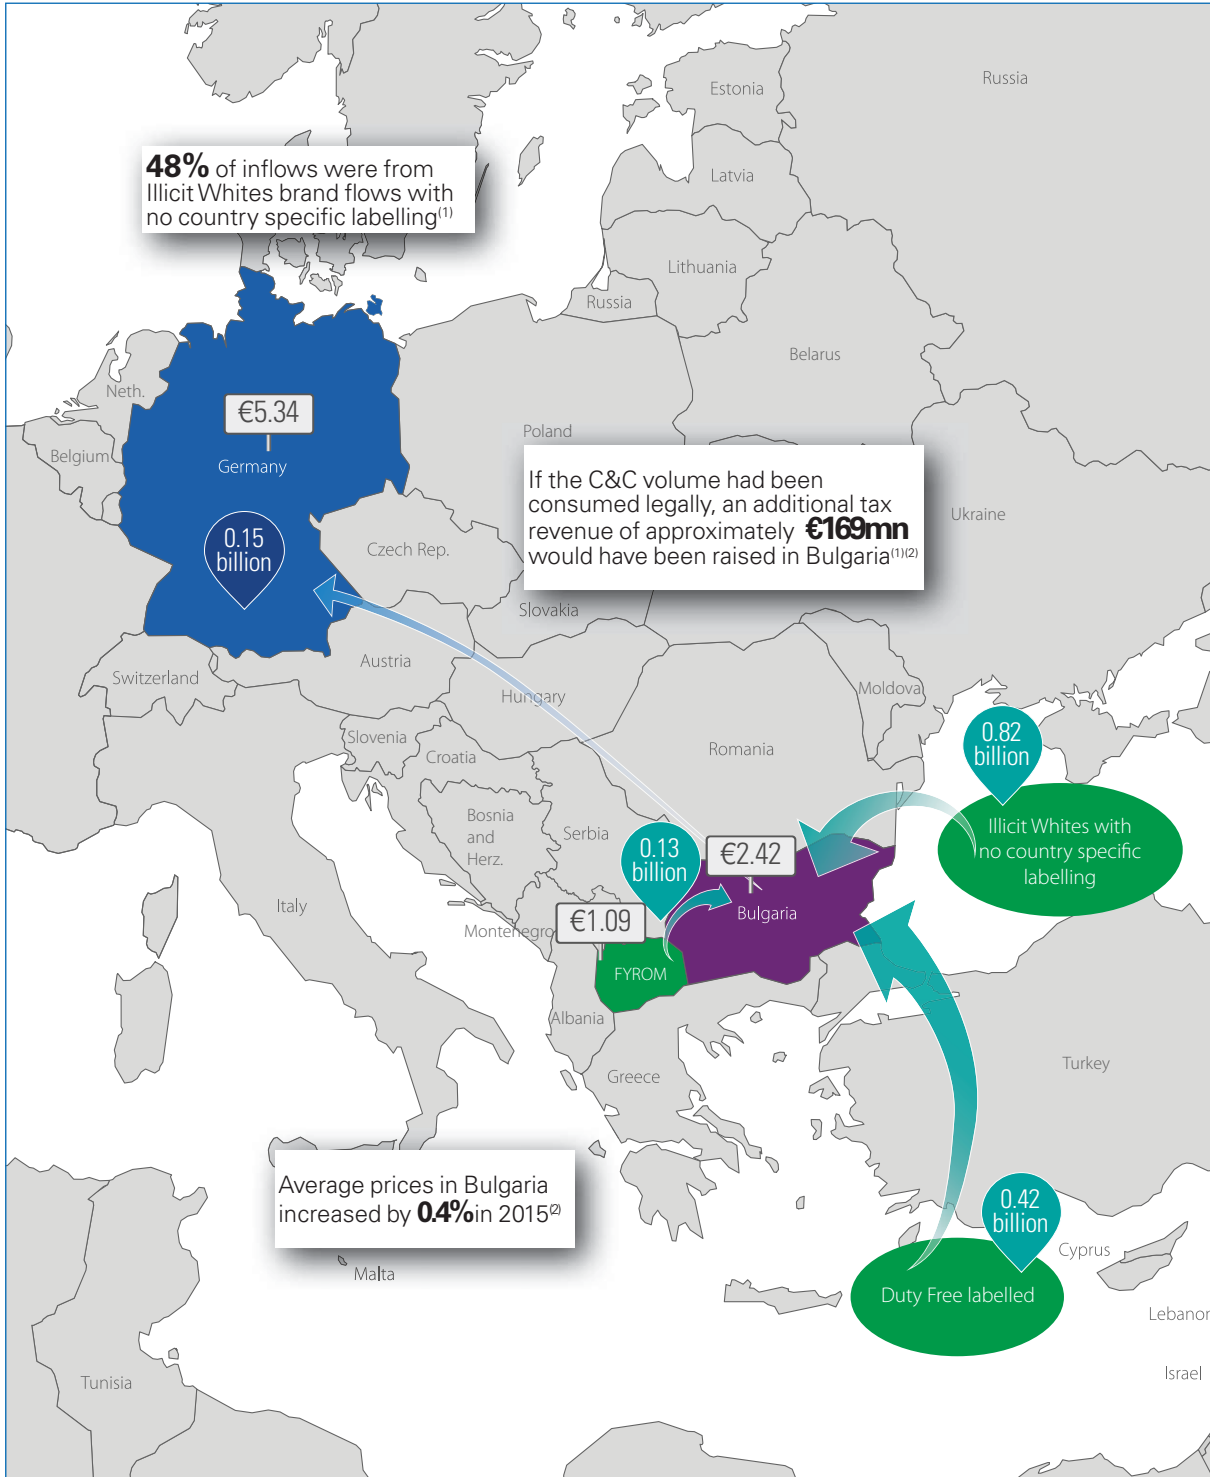 Russia
Estonia
48% of inflows were from
Illicit Whites brand flows with
no country specific labelling(1)
Latvia
Lithuania
Russia
Belarus
Neth.
€5.34
Poland
Belgium
Germany
If the C&C volume had been
consumed legally, an additional tax
revenue of approximately €169mn
would have been raised in Bulgaria(1)(2)
Ukraine
0.15
billion
Czech Rep.
Slovakia
Austria
Switzerland
Hungary
Moldova
Slovenia
Croatia
Romania
0.82
billion
Bosnia
and
Herz.
Serbia
0.13
billion
€2.42
Illicit Whites with
no country specific
labelling
Italy
Montenegro
€1.09
Bulgaria
FYROM
Albania
Greece
Turkey
Average prices in Bulgaria
increased by 0.4% in 2015(2)
0.42
billion
Cyprus
Malta
Duty Free labelled
Lebanon
Israel
Tunisia